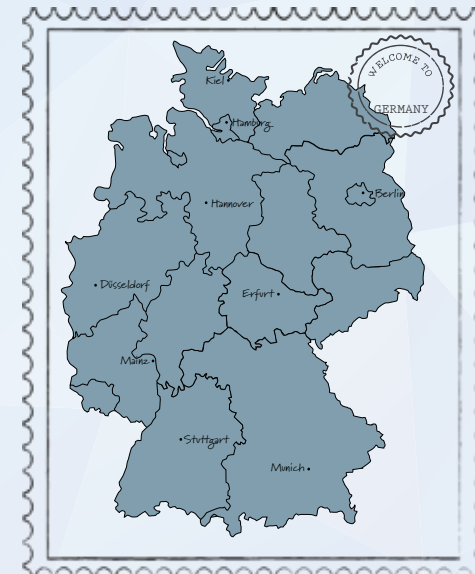 WELCOME TO
GERMANY
Kiel
Hamburg
Berlin
Hannover
Düsseldorf
Erfurt
Mainz
Stuttgart
Munich